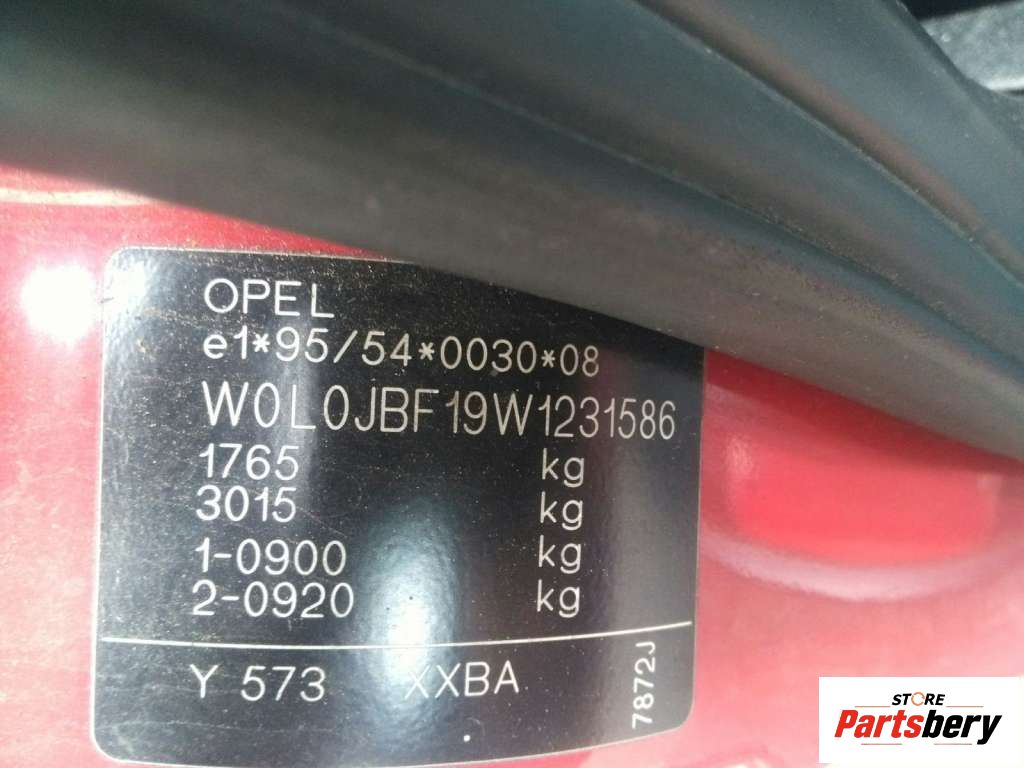 OPEL
e1*95/54*0030*08
W0L0JBF19W1231586
1765 kg
3015 kg
1-0900 kg
2-0920 kg
Y 573 XXBA
7872J
STORE
Partsbery